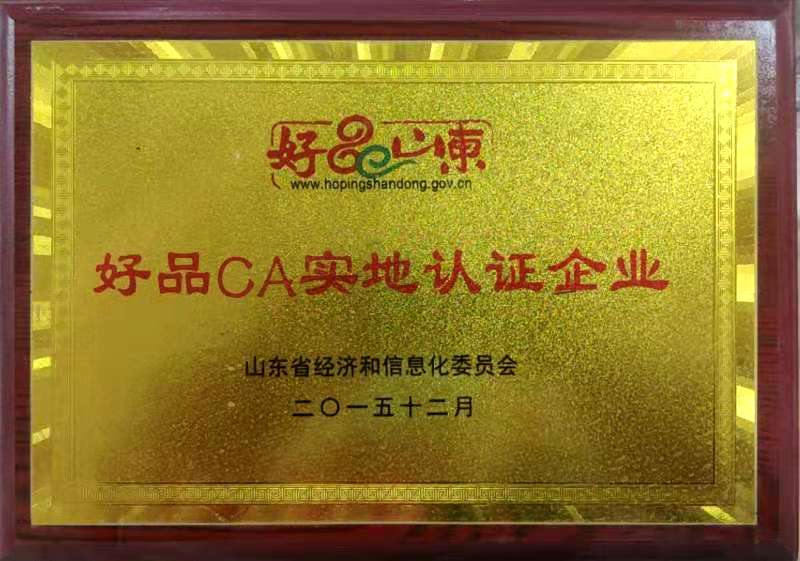 好品山東
www.hopingshandong.gov.cn
好品CA实地认证企业
山东省经济和信息化委员会
二〇一五十二月